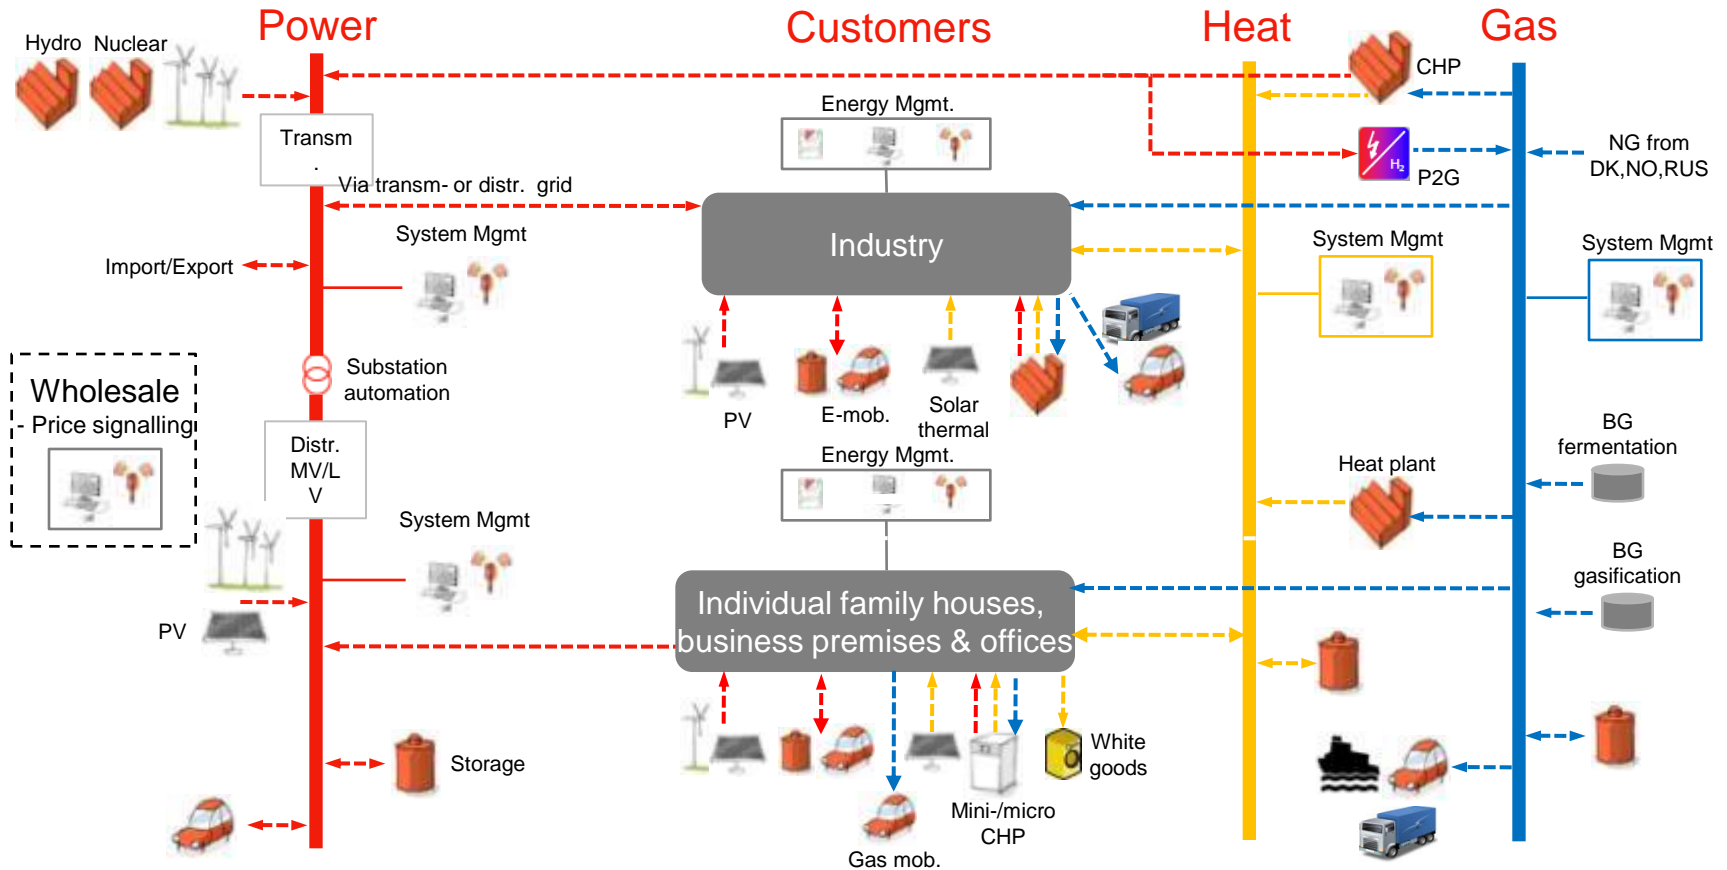 Power
Customers
Heat
Gas
Hydro
Nuclear
CHP
Energy Mgmt.
Transm
.
H2
P2G
NG from
DK,NO,RUS
Via transm- or distr. grid
System Mgmt
Industry
System Mgmt
System Mgmt
Import/Export
Substation
automation
Wholesale
- Price signalling
PV
E-mob.
Solar
thermal
Distr.
MV/L
V
Energy Mgmt.
BG
fermentation
Heat plant
System Mgmt
BG
gasification
Individual family houses,
business premises & offices
PV
Storage
White
goods
Mini-/micro
CHP
Gas mob.